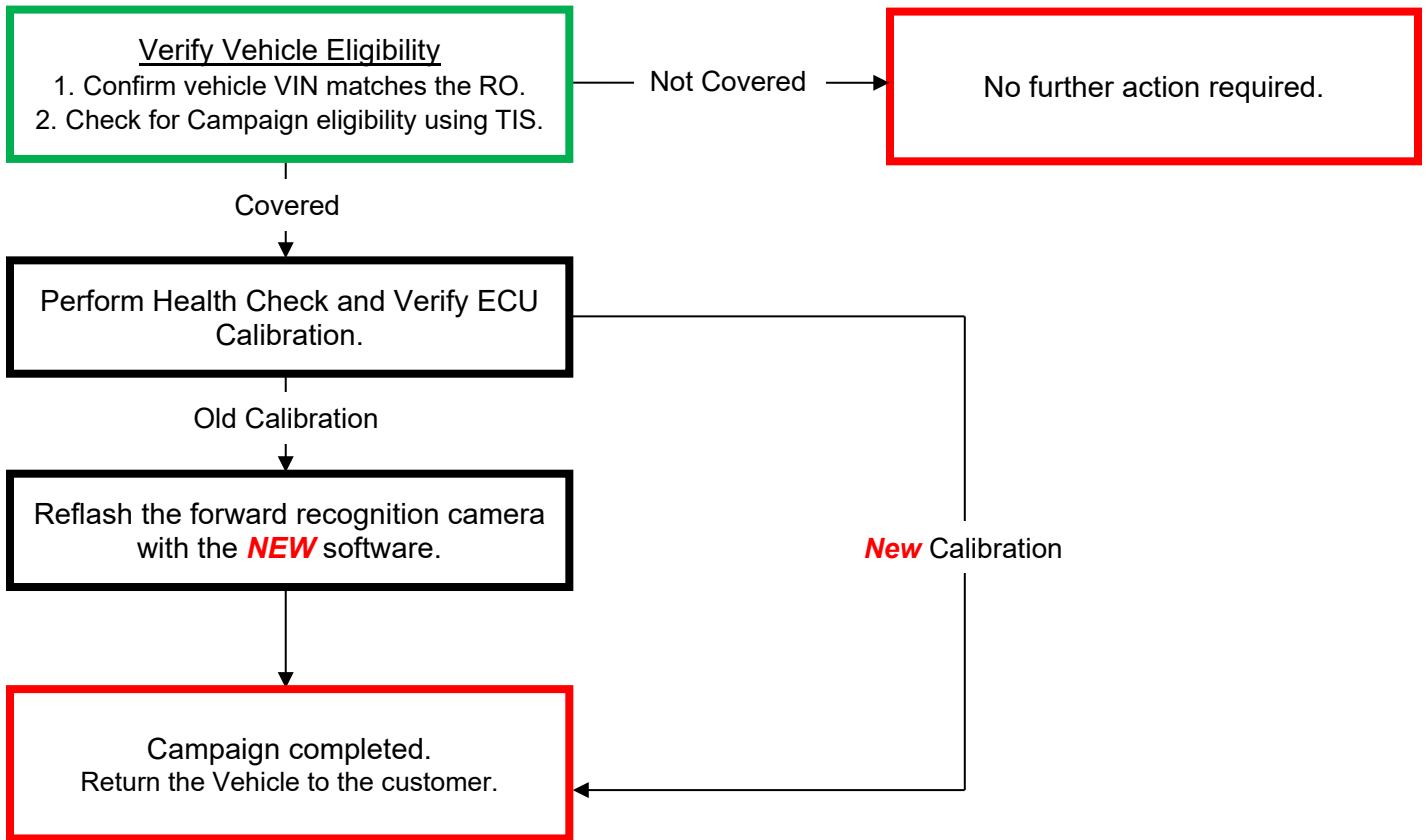 Verify Vehicle Eligibility
1. Confirm vehicle VIN matches the RO.
2. Check for Campaign eligibility using TIS.
Not Covered
No further action required.
Covered
Perform Health Check and Verify ECU
Calibration.
Old Calibration
Reflash the forward recognition camera
with the NEW software.
New Calibration
Campaign completed.
Return the Vehicle to the customer.